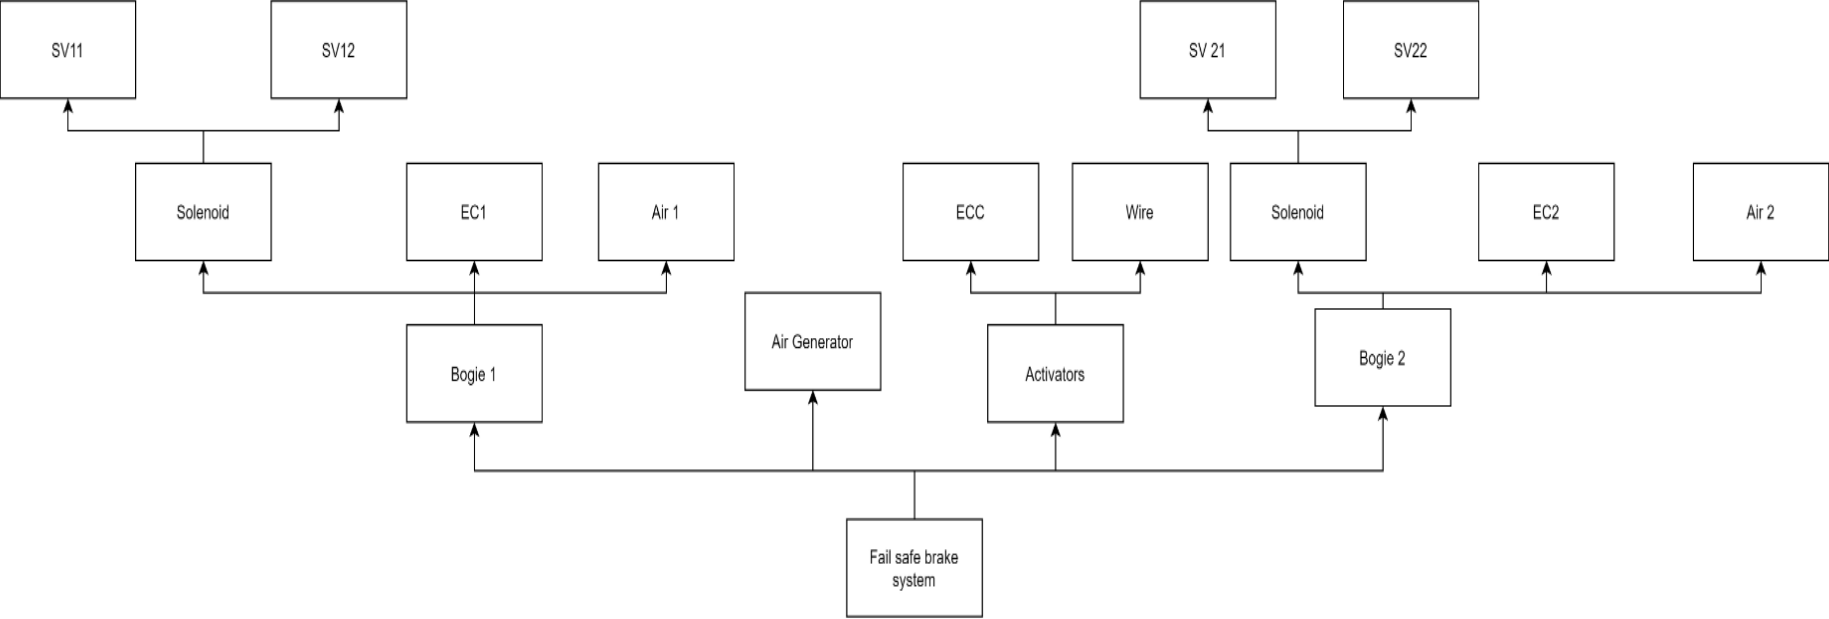 SV11
SV12
SV 21
SV22
Solenoid
EC1
Air 1
ECC
Wire
Solenoid
EC2
Air 2
Bogie 1
Air Generator
Activators
Bogie 2
Fail safe brake
system